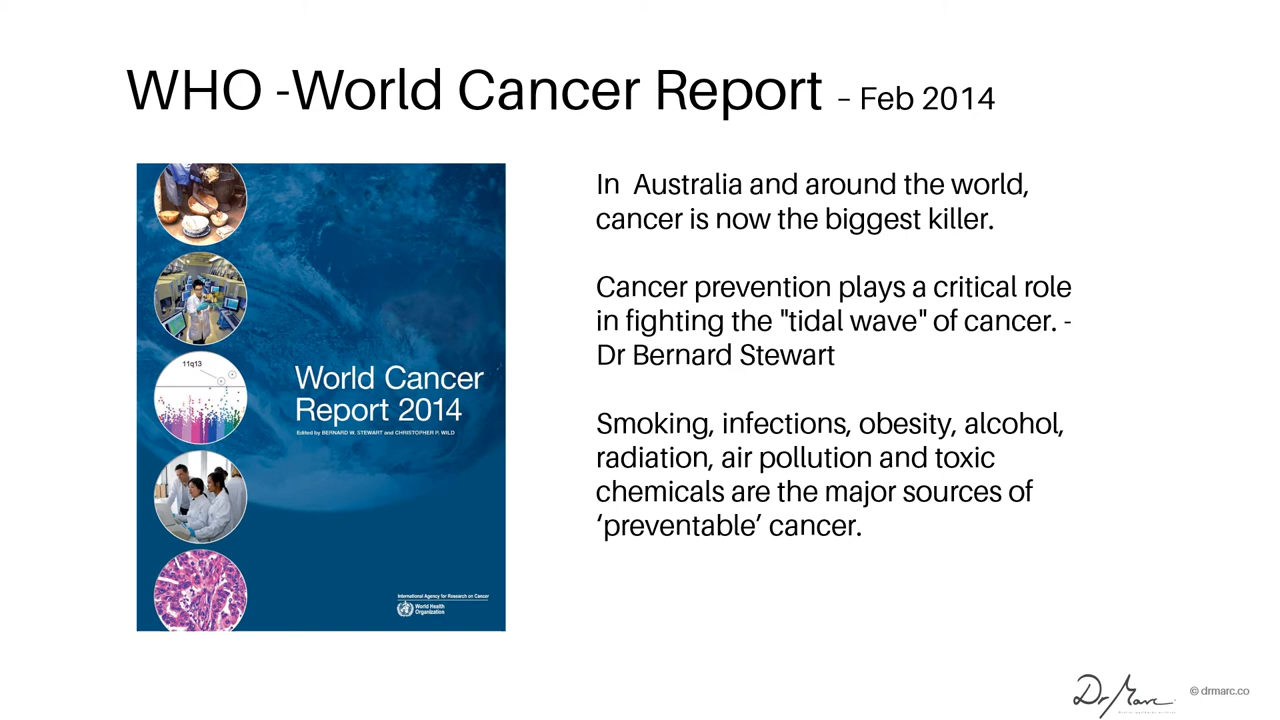 WHO -World Cancer Report – Feb 2014
In  Australia and around the world,
cancer is now the biggest killer.
Cancer prevention plays a critical role
in fighting the "tidal wave" of cancer. -
Dr Bernard Stewart
Smoking, infections, obesity, alcohol,
radiation, air pollution and toxic
chemicals are the major sources of
‘preventable’ cancer.
11q13
World Cancer
Report 2014
Edited by BERNARD W. STEWART and CHRISTOPHER P. WILD
International Agency for Research on Cancer
World Health
Organization
Dr Marc
© drmarc.co